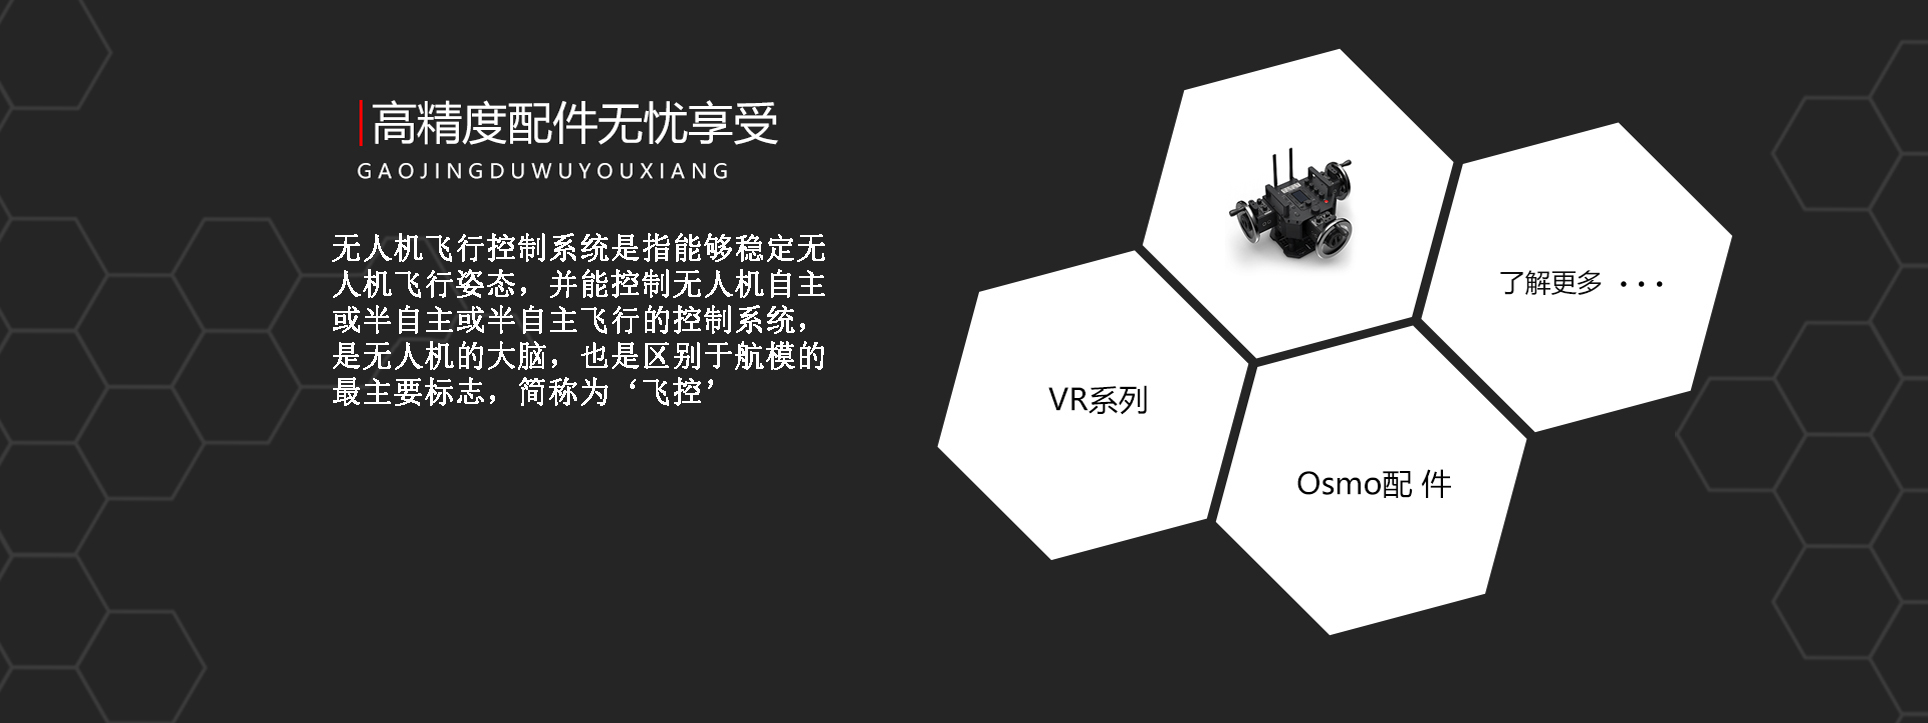 高精度配件无忧享受
GAOJINGDUWUYOUXIANG
无人机飞行控制系统是指能够稳定无
人机飞行姿态，并能控制无人机自主
或半自主或半自主飞行的控制系统，
是无人机的大脑，也是区别于航模的
最主要标志，简称为‘飞控’
了解更多 ···
VR系列
Osmo配 件